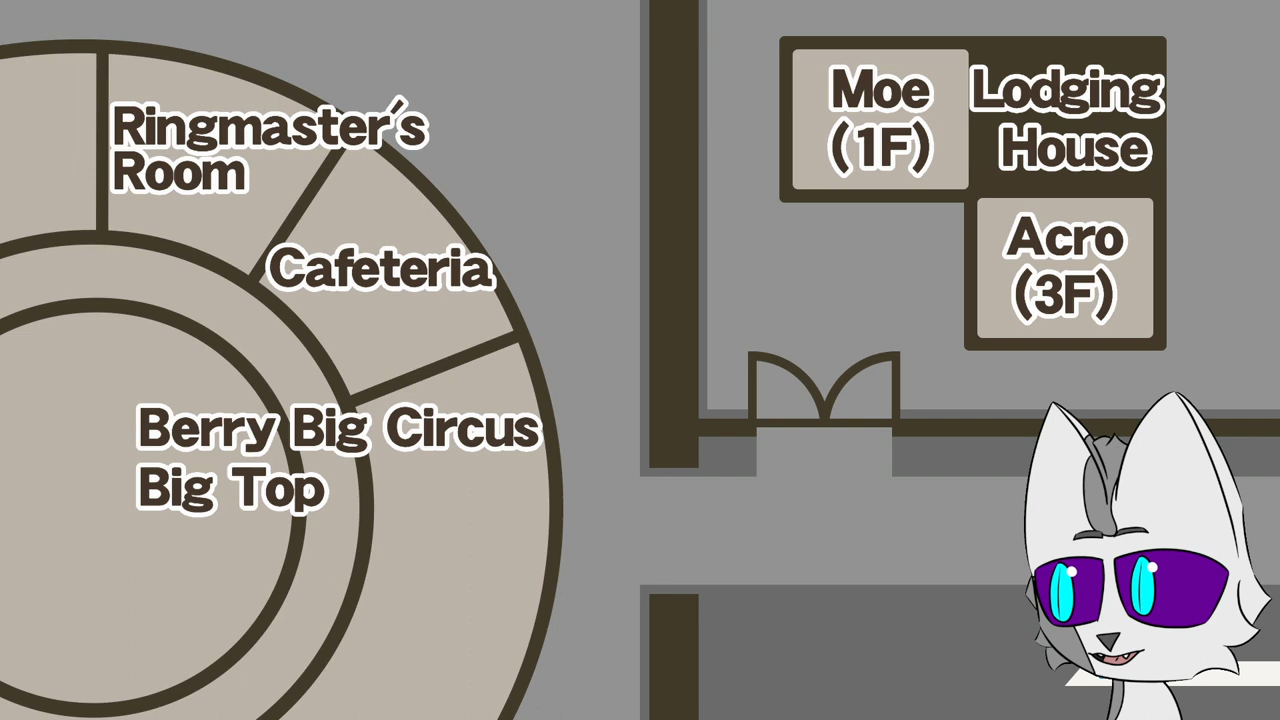 Ringmaster's
Room
Cafeteria
Berry Big Circus
Big Top
Moe
(1F)
Lodging
House
Acro
(3F)